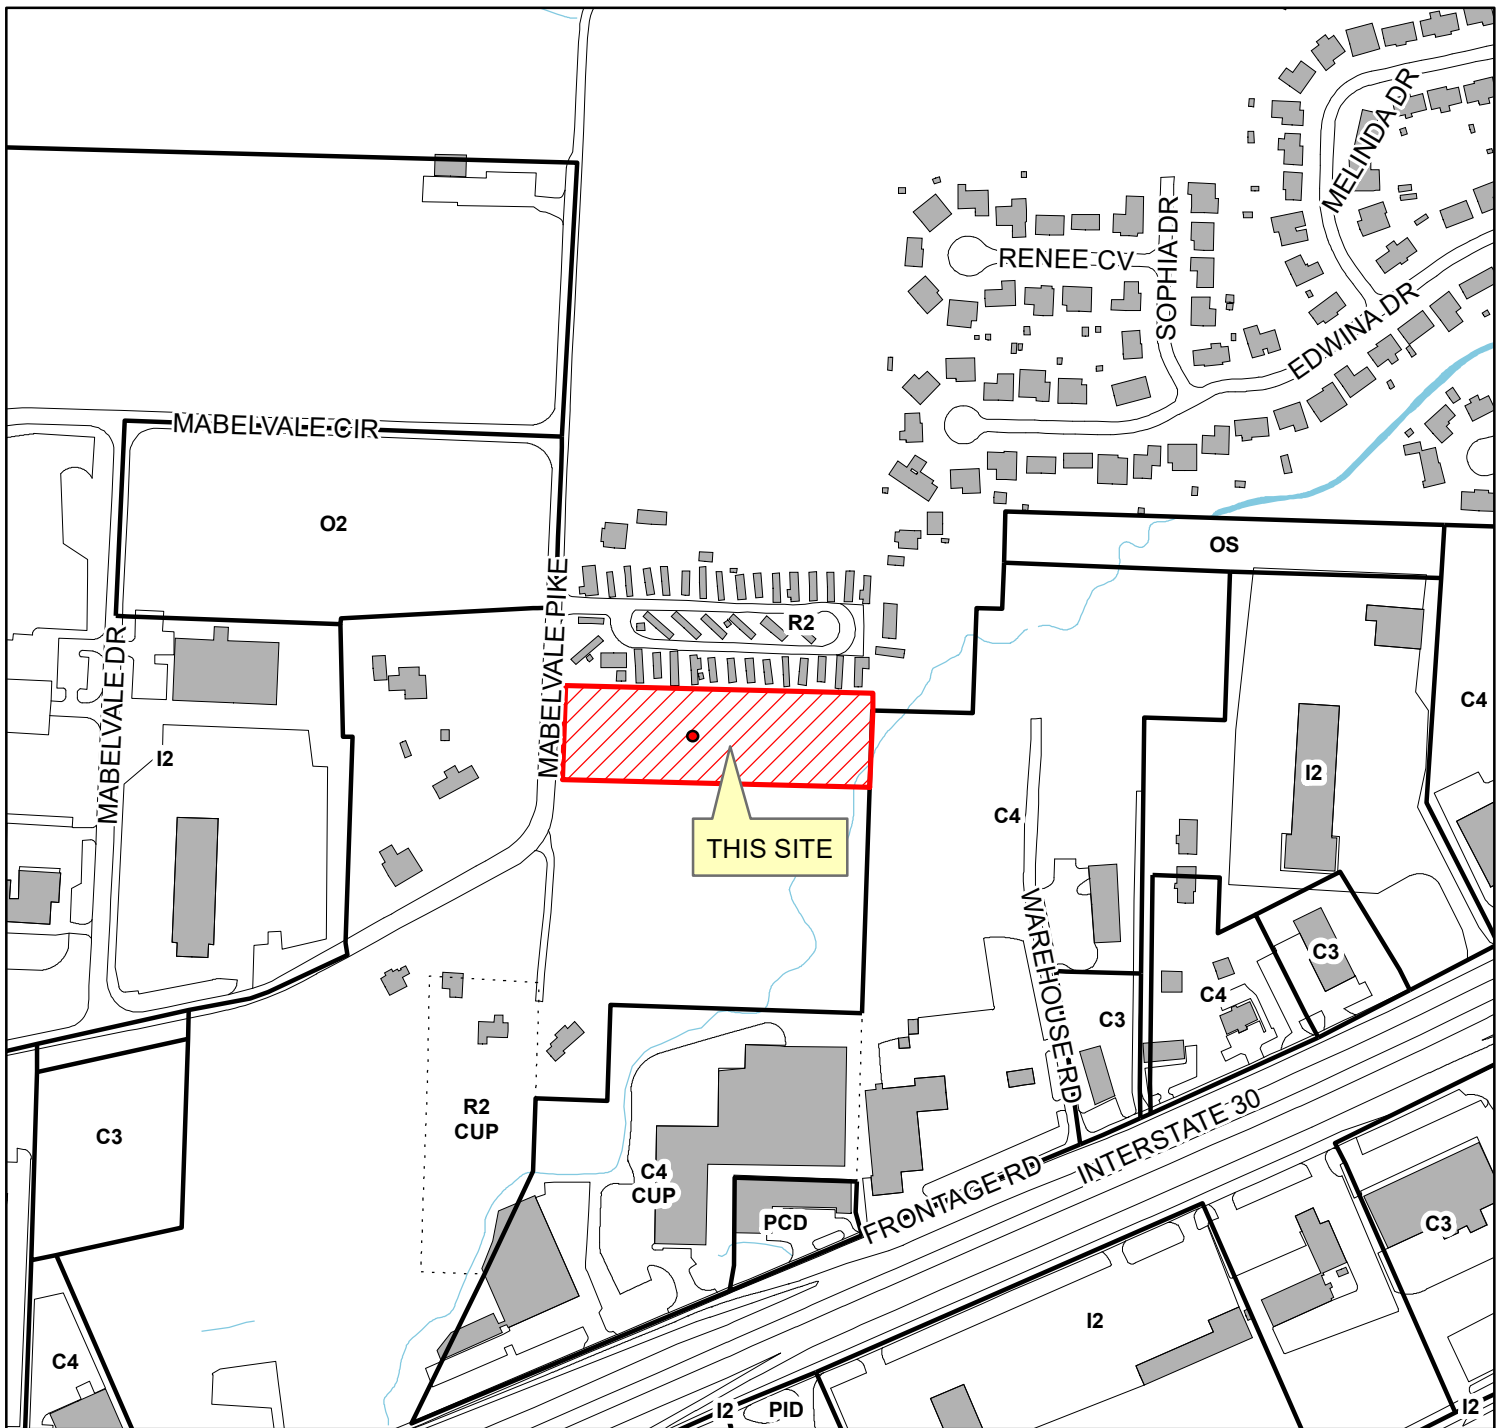 MELINDA DR
RENEE CV
SOPHIA DR
EDWINA DR
MABELVALE CIR
O2
OS
MABELVALE PIKE
R2
MABELVALE DR
I2
C4
I2
C4
THIS SITE
WAREHOUSE RD
C3
C4
C3
R2
CUP
C3
C4
CUP
PCD
FRONTAGE RD
INTERSTATE 30
C3
I2
C4
I2
PID
I2